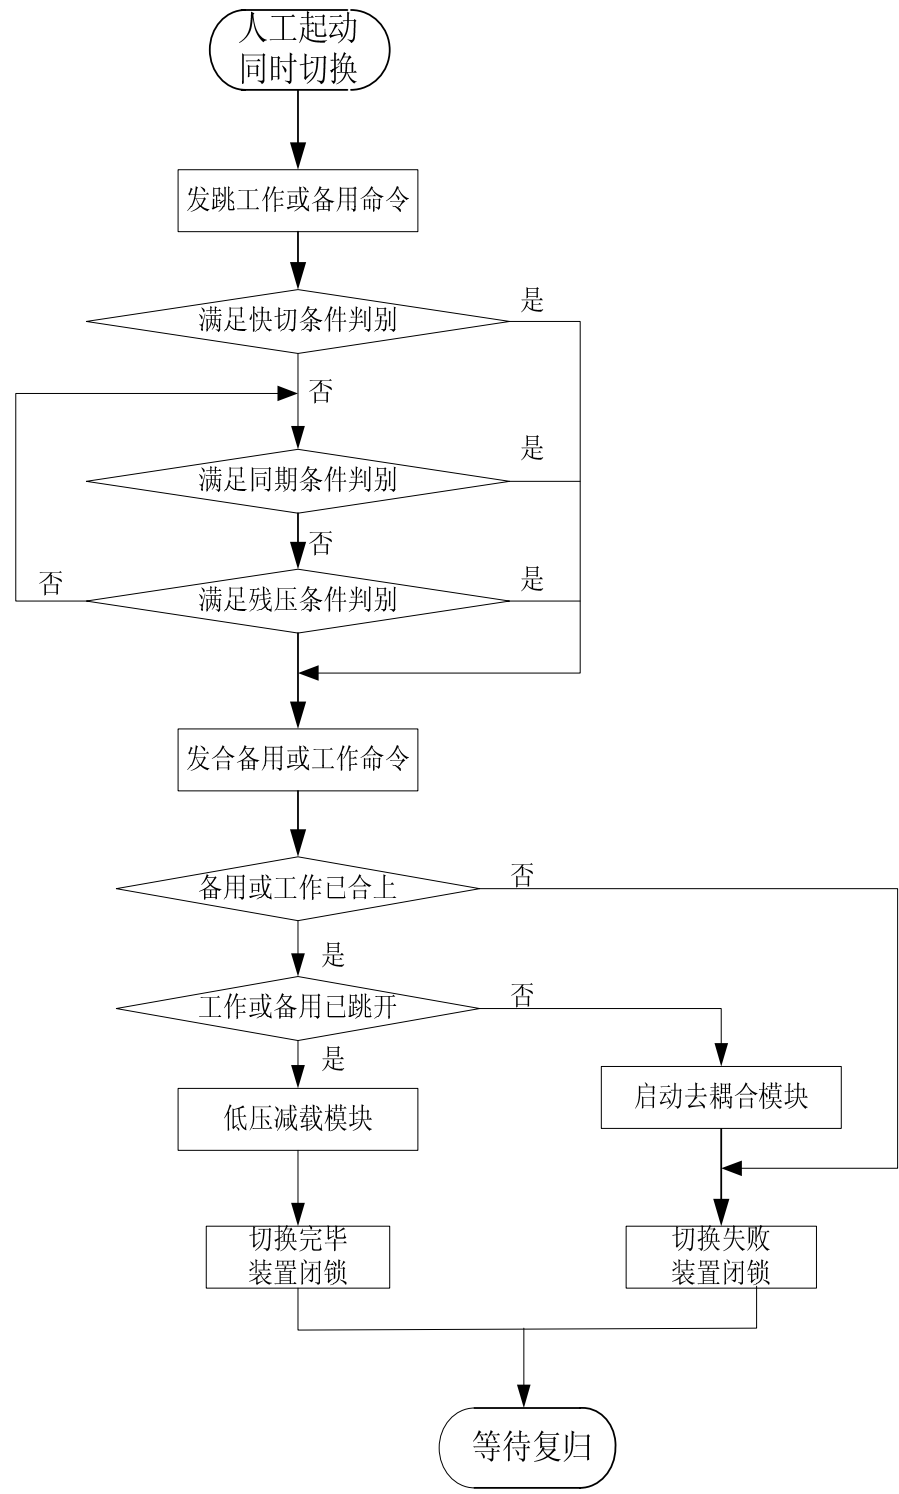 人工起动
同时切换
发跳工作或备用命令
是
满足快切条件判别
否
是
满足同期条件判别
否
否
是
满足残压条件判别
发合备用或工作命令
否
备用或工作已合上
是
否
工作或备用已跳开
是
启动去耦合模块
低压减载模块
切换完毕
装置闭锁
切换失败
装置闭锁
等待复归